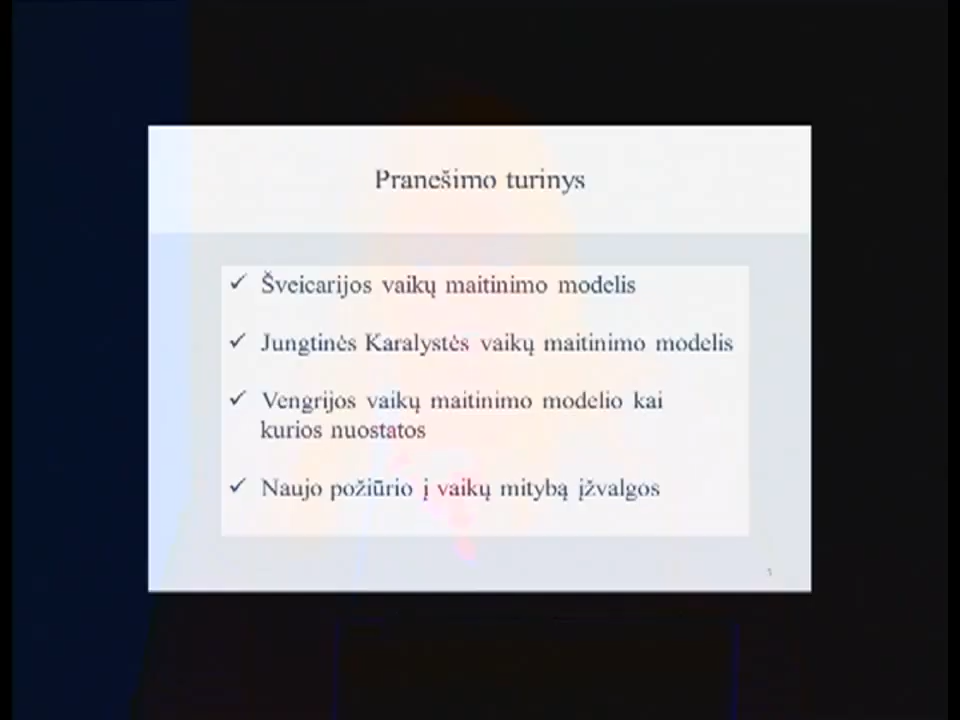 Pranešimo turinys
✓ Šveicarijos vaikų maitinimo modelis
✓ Jungtinės Karalystės vaikų maitinimo modelis
✓ Vengrijos vaikų maitinimo modelio kai
kurios nuostatos
✓ Naujo požiūrio į vaikų mitybą įžvalgos